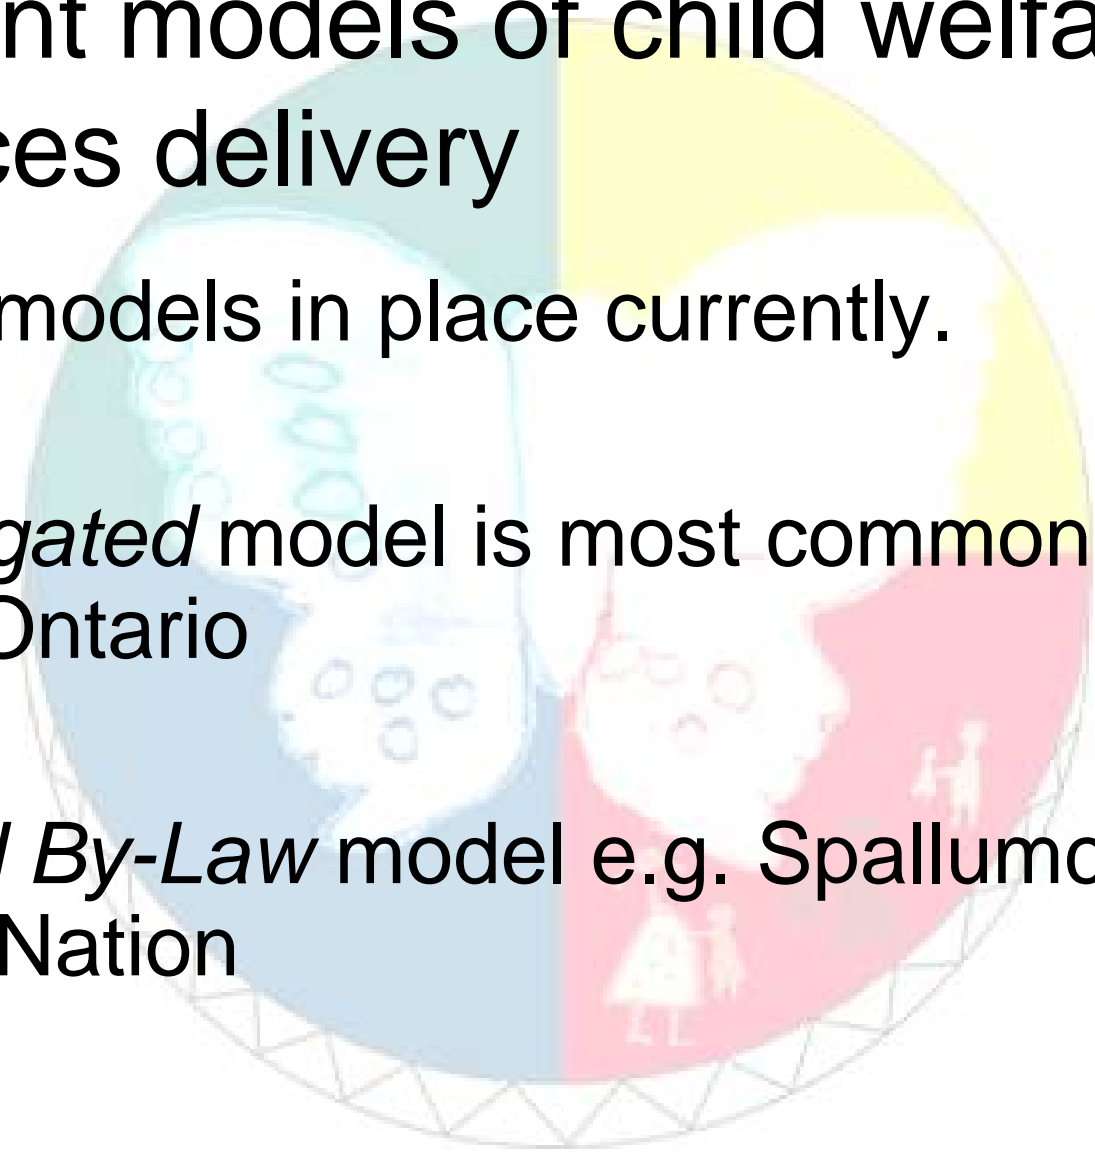 nt models of child welfa
ces delivery
models in place currently.
gated model is most common
Ontario
l By-Law model e.g. Spallumc
Nation